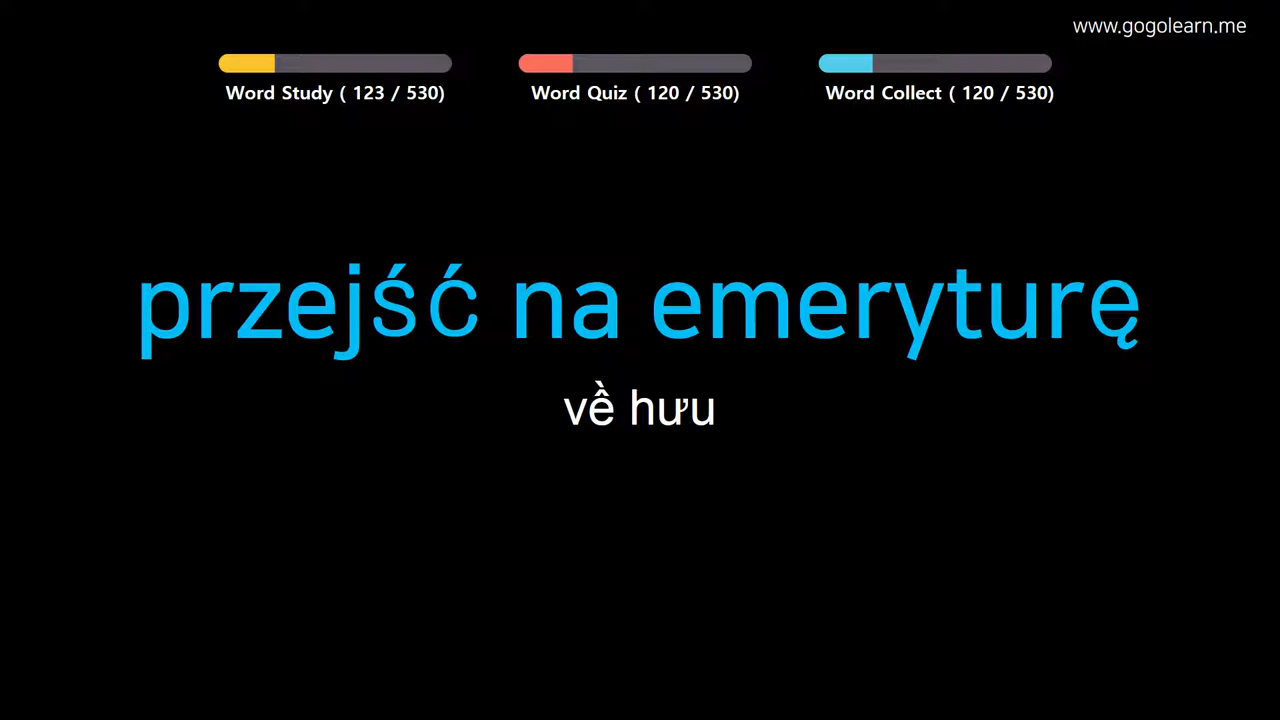 www.gogolearn.me
Word Study ( 123 / 530)
Word Quiz ( 120 / 530)
Word Collect ( 120 / 530)
przejść na emeryturę
về hưu